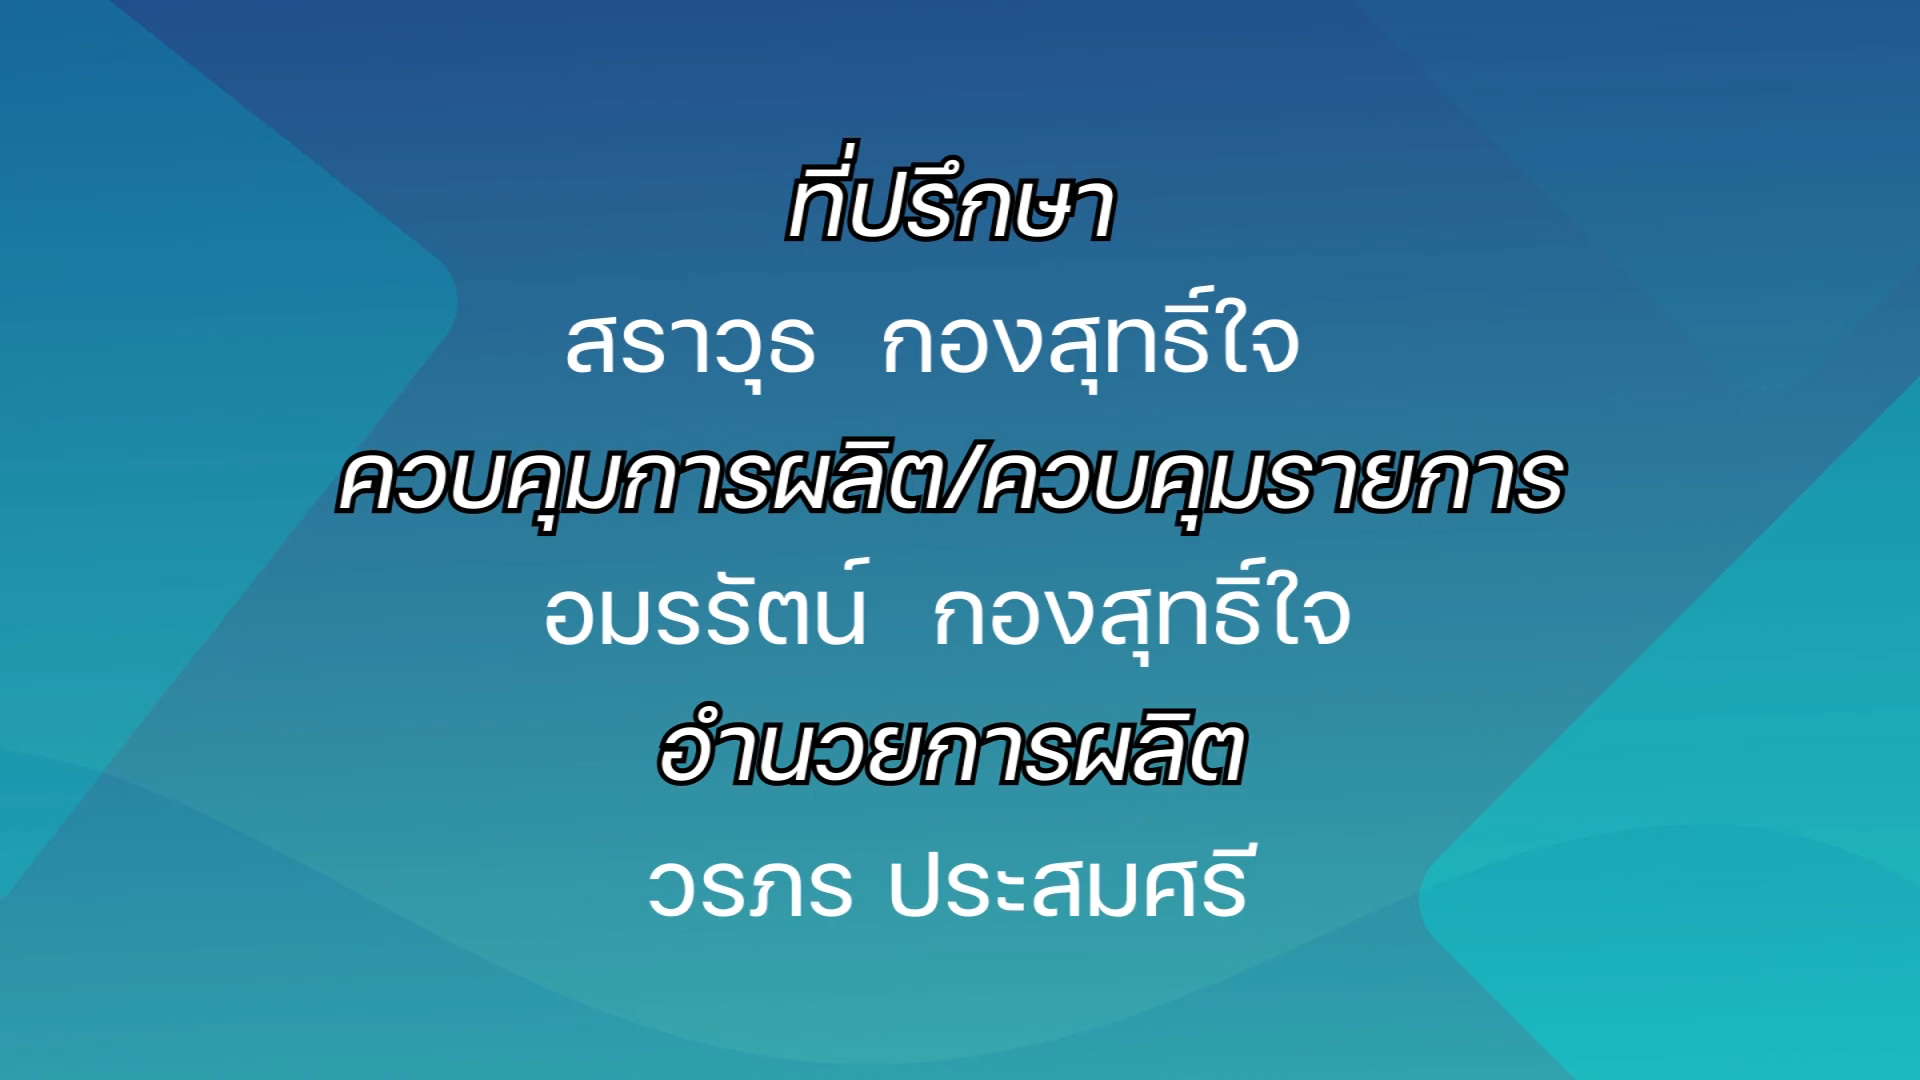 ที่ปรึกษา
สราวุธ  กองสุทธิ์ใจ
ควบคุมการผลิต/ควบคุมรายการ
อมรรัตน์  กองสุทธิ์ใจ
อำนวยการผลิต
วรภร ประสมศรี